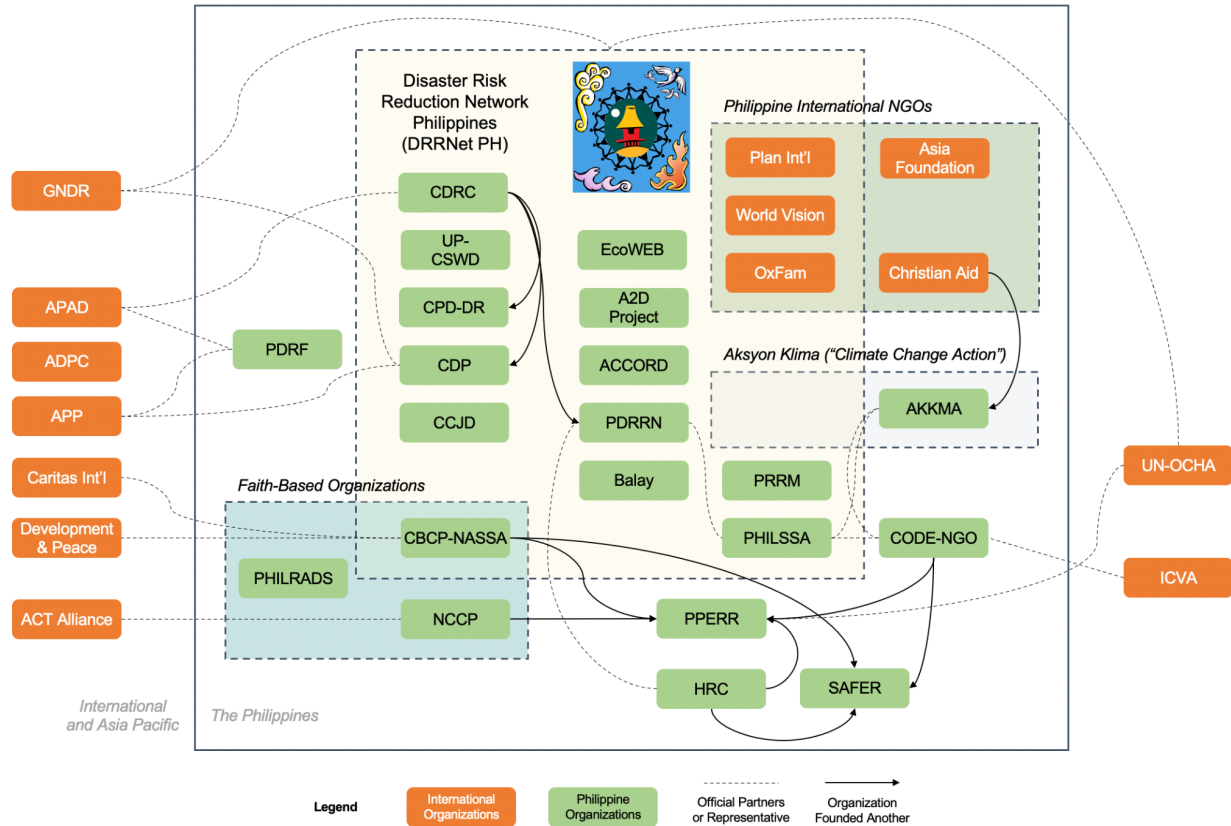 Disaster Risk
Reduction Network
Philippines
(DRRNet PH)
Philippine International NGOs
Plan Int'l
Asia
Foundation
World Vision
OxFam
Christian Aid
GNDR
CDRC
UP-
CSWD
EcoWEB
APAD
CPD-DR
A2D
Project
PDRF
ADPC
CDP
ACCORD
Aksyon Klima (“Climate Change Action”)
APP
CCJD
PDRRN
AKKMA
Caritas Int'l
Faith-Based Organizations
Balay
PRRM
UN-OCHA
Development
& Peace
CBCP-NASSA
PHILSSA
CODE-NGO
PHILRADS
ICVA
ACT Alliance
NCCP
PPERR
HRC
SAFER
International
and Asia Pacific
The Philippines
Legend
International
Organizations
Philippine
Organizations
Official Partners
or Representative
Organization
Founded Another